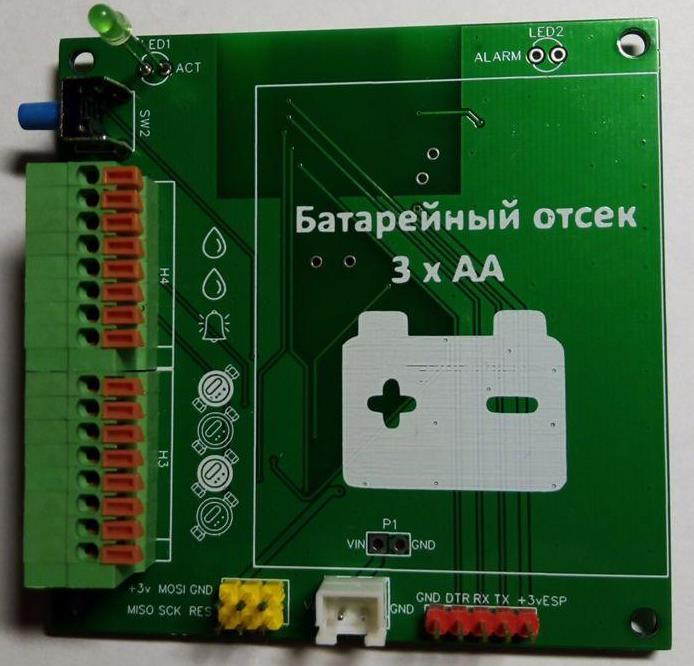 LED1
ACT
LED2
ALARM
SW2
Батарейный отсек
3 x AA
H4
H3
P1
VIN GND
+3v MOSI GND
MISO SCK RES
GND
GND DTR RX TX +3vESP